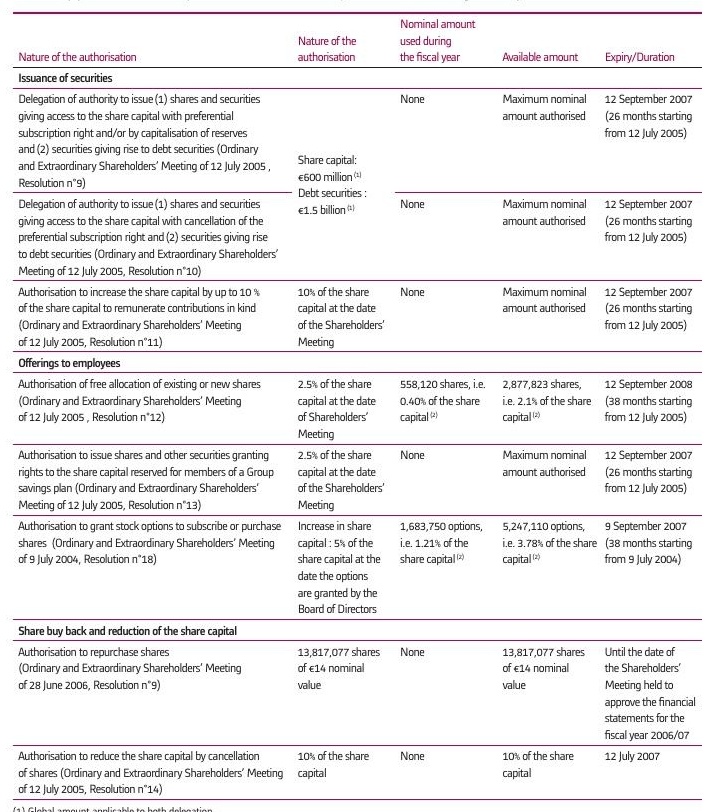 Nature of the authorisation
Nature of the
authorisation
Nominal amount
used during
the fiscal year
Available amount
Expiry/Duration
Issuance of securities
Delegation of authority to issue (1) shares and securities
giving access to the share capital with preferential
subscription right and/or by capitalisation of reserves
and (2) securities giving rise to debt securities (Ordinary
and Extraordinary Shareholders' Meeting of 12 July 2005 ,
Resolution n°9)
Share capital:
€600 million (1)
Debt securities :
€1.5 billion (1)
None
Maximum nominal
amount authorised
12 September 2007
(26 months starting
from 12 July 2005)
Delegation of authority to issue (1) shares and securities
giving access to the share capital with cancellation of the
preferential subscription right and (2) securities giving rise
to debt securities (Ordinary and Extraordinary Shareholders'
Meeting of 12 July 2005, Resolution n°10)
None
Maximum nominal
amount authorised
12 September 2007
(26 months starting
from 12 July 2005)
Authorisation to increase the share capital by up to 10 %
of the share capital to remunerate contributions in kind
(Ordinary and Extraordinary Shareholders' Meeting
of 12 July 2005, Resolution n°11)
10% of the share
capital at the date
of the Shareholders'
Meeting
None
Maximum nominal
amount authorised
12 September 2007
(26 months starting
from 12 July 2005)
Offerings to employees
Authorisation of free allocation of existing or new shares
(Ordinary and Extraordinary Shareholders' Meeting
of 12 July 2005 , Resolution n°12)
2.5% of the share
capital at the date
of Shareholders'
Meeting
558,120 shares, i.e.
0.40% of the share
capital (2)
2,877,823 shares,
i.e. 2.1% of the share
capital (2)
12 September 2008
(38 months starting
from 12 July 2005)
Authorisation to issue shares and other securities granting
rights to the share capital reserved for members of a Group
savings plan (Ordinary and Extraordinary Shareholders'
Meeting of 12 July 2005, Resolution n°13)
2.5% of the share
capital at the date
of the Shareholders'
Meeting
None
Maximum nominal
amount authorised
12 September 2007
(26 months starting
from 12 July 2005)
Authorisation to grant stock options to subscribe or purchase
shares (Ordinary and Extraordinary Shareholders' Meeting
of 9 July 2004, Resolution n°18)
Increase in share
capital : 5% of the
share capital at the
date the options
are granted by the
Board of Directors
1,683,750 options,
i.e. 1.21% of the
share capital (2)
5,247,110 options,
i.e. 3.78% of the share
capital (2)
9 September 2007
(38 months starting
from 9 July 2004)
Share buy back and reduction of the share capital
Authorisation to repurchase shares
(Ordinary and Extraordinary Shareholders' Meeting
of 28 June 2006, Resolution n°9)
13,817,077 shares
of €14 nominal
value
None
13,817,077 shares
of €14 nominal
value
Until the date of
the Shareholders'
Meeting held to
approve the financial
statements for the
fiscal year 2006/07
Authorisation to reduce the share capital by cancellation
of shares (Ordinary and Extraordinary Shareholders' Meeting
of 12 July 2005, Resolution n°14)
10% of the share
capital
None
10% of the share
capital
12 July 2007
(1) Global amount applicable to both delegation